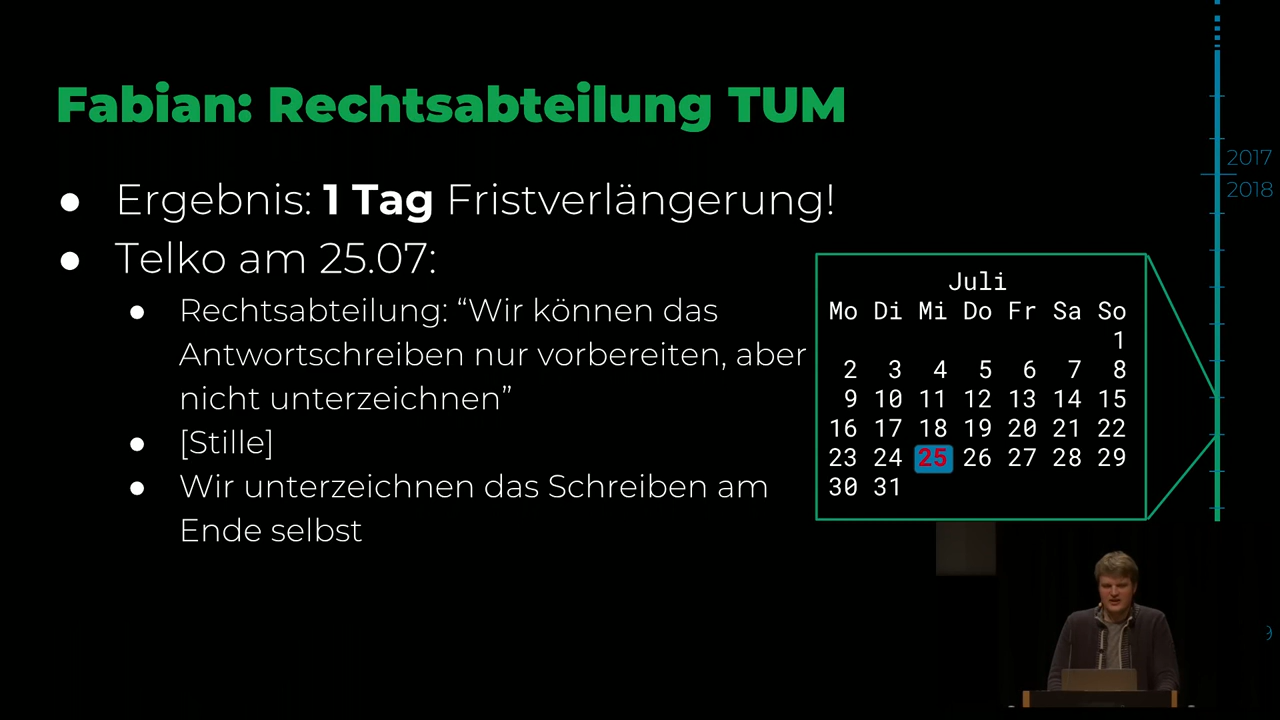 Fabian: Rechtsabteilung TUM
● Ergebnis: 1 Tag Fristverlängerung!
● Telko am 25.07:
● Rechtsabteilung: “Wir können das
Antwortschreiben nur vorbereiten, aber
nicht unterzeichnen”
● [Stille]
● Wir unterzeichnen das Schreiben am
Ende selbst
Juli
Mo Di Mi Do Fr Sa So
1
2 3 4 5 6 7 8
9 10 11 12 13 14 15
16 17 18 19 20 21 22
23 24 25 26 27 28 29
30 31
2017
2018
9